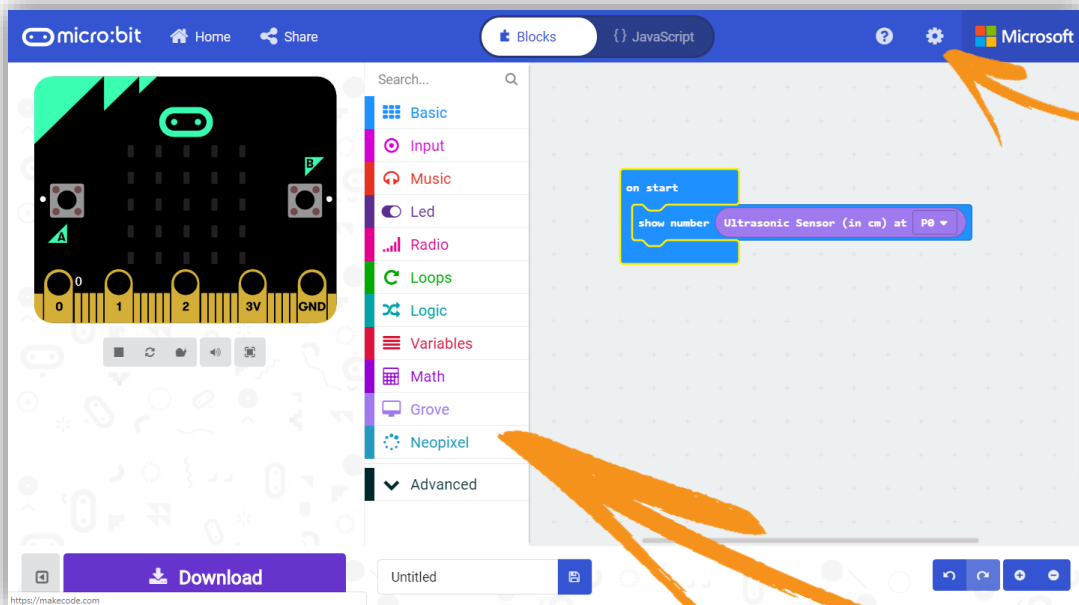 micro:bit Home Share Blocks {} JavaScript ? Microsoft
Search...
Basic
Input
Music
Led
Radio
Loops
Logic
Variables
Math
Grove
Neopixel
Advanced
B
A
0
0 1 2 3V GND
on start
show number Ultrasonic Sensor (in cm) at P0
Download
Untitled
https://makecode.com